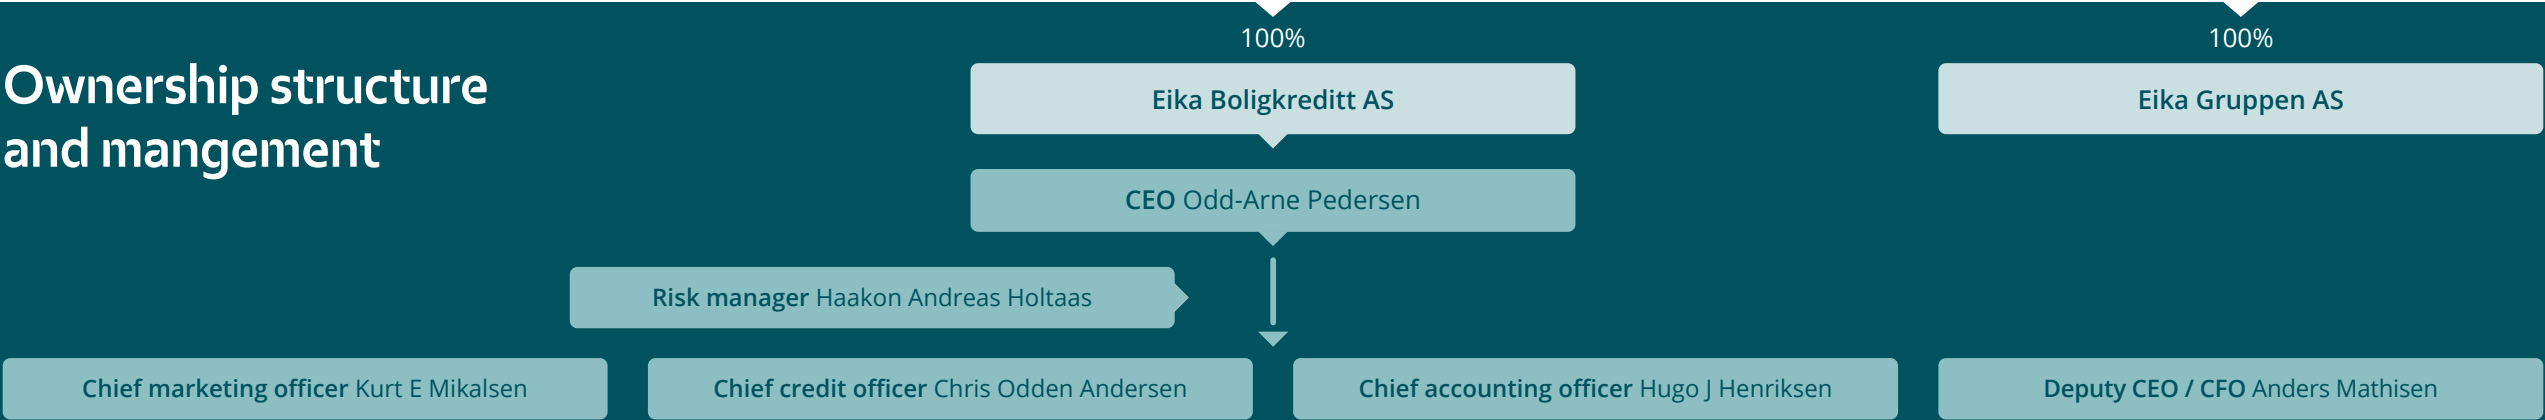 Ownership structure
and mangement
100%
100%
Eika Boligkreditt AS
Eika Gruppen AS
CEO Odd-Arne Pedersen
Risk manager Haakon Andreas Holtaas
Chief marketing officer Kurt E Mikalsen
Chief credit officer Chris Odden Andersen
Chief accounting officer Hugo J Henriksen
Deputy CEO / CFO Anders Mathisen